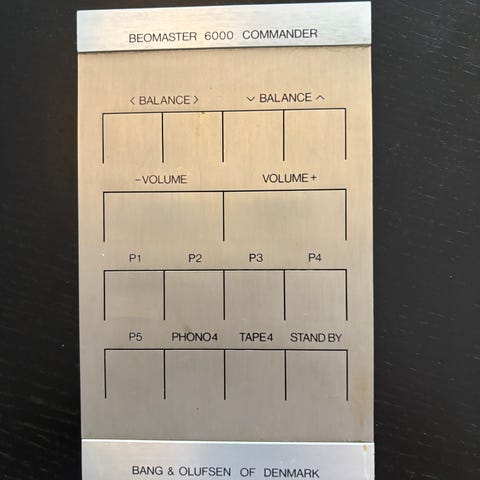 BEOMASTER 6000 COMMANDER
< BALANCE > ∨ BALANCE ∧
-VOLUME VOLUME+
P1 P2 P3 P4
P5 PHONO4 TAPE4 STAND BY
BANG & OLUFSEN OF DENMARK